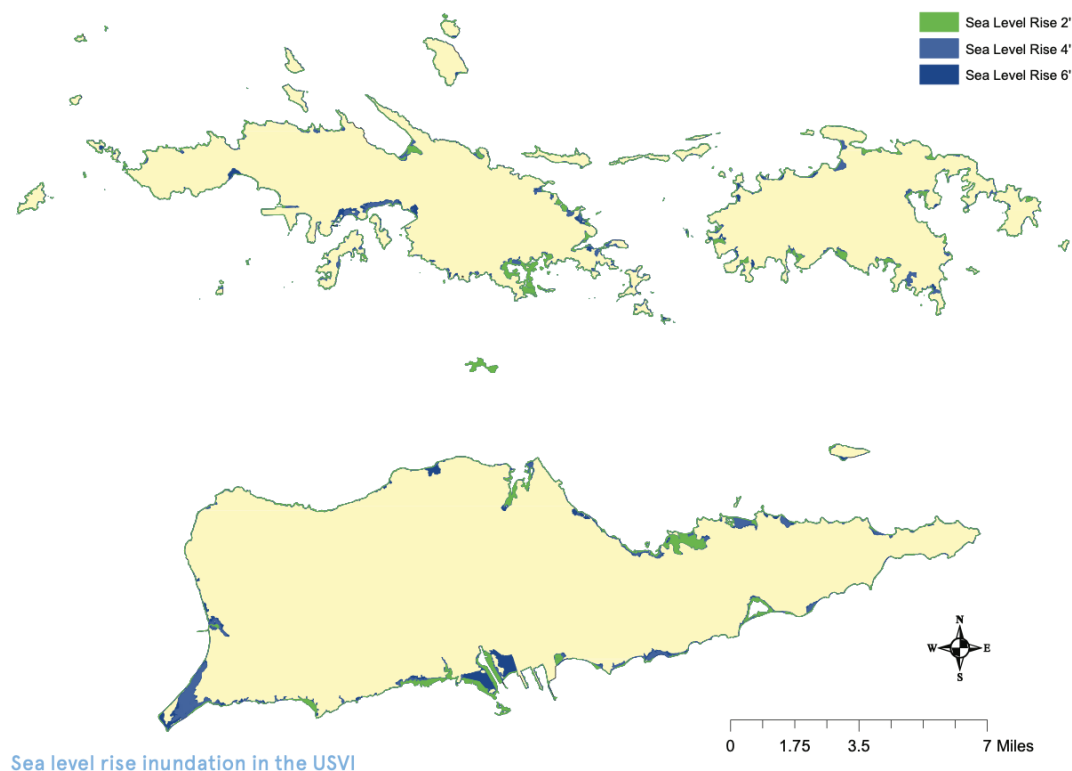 Sea Level Rise 2'
Sea Level Rise 4'
Sea Level Rise 6'
N
W E
S
0 1.75 3.5 7 Miles
Sea level rise inundation in the USVI